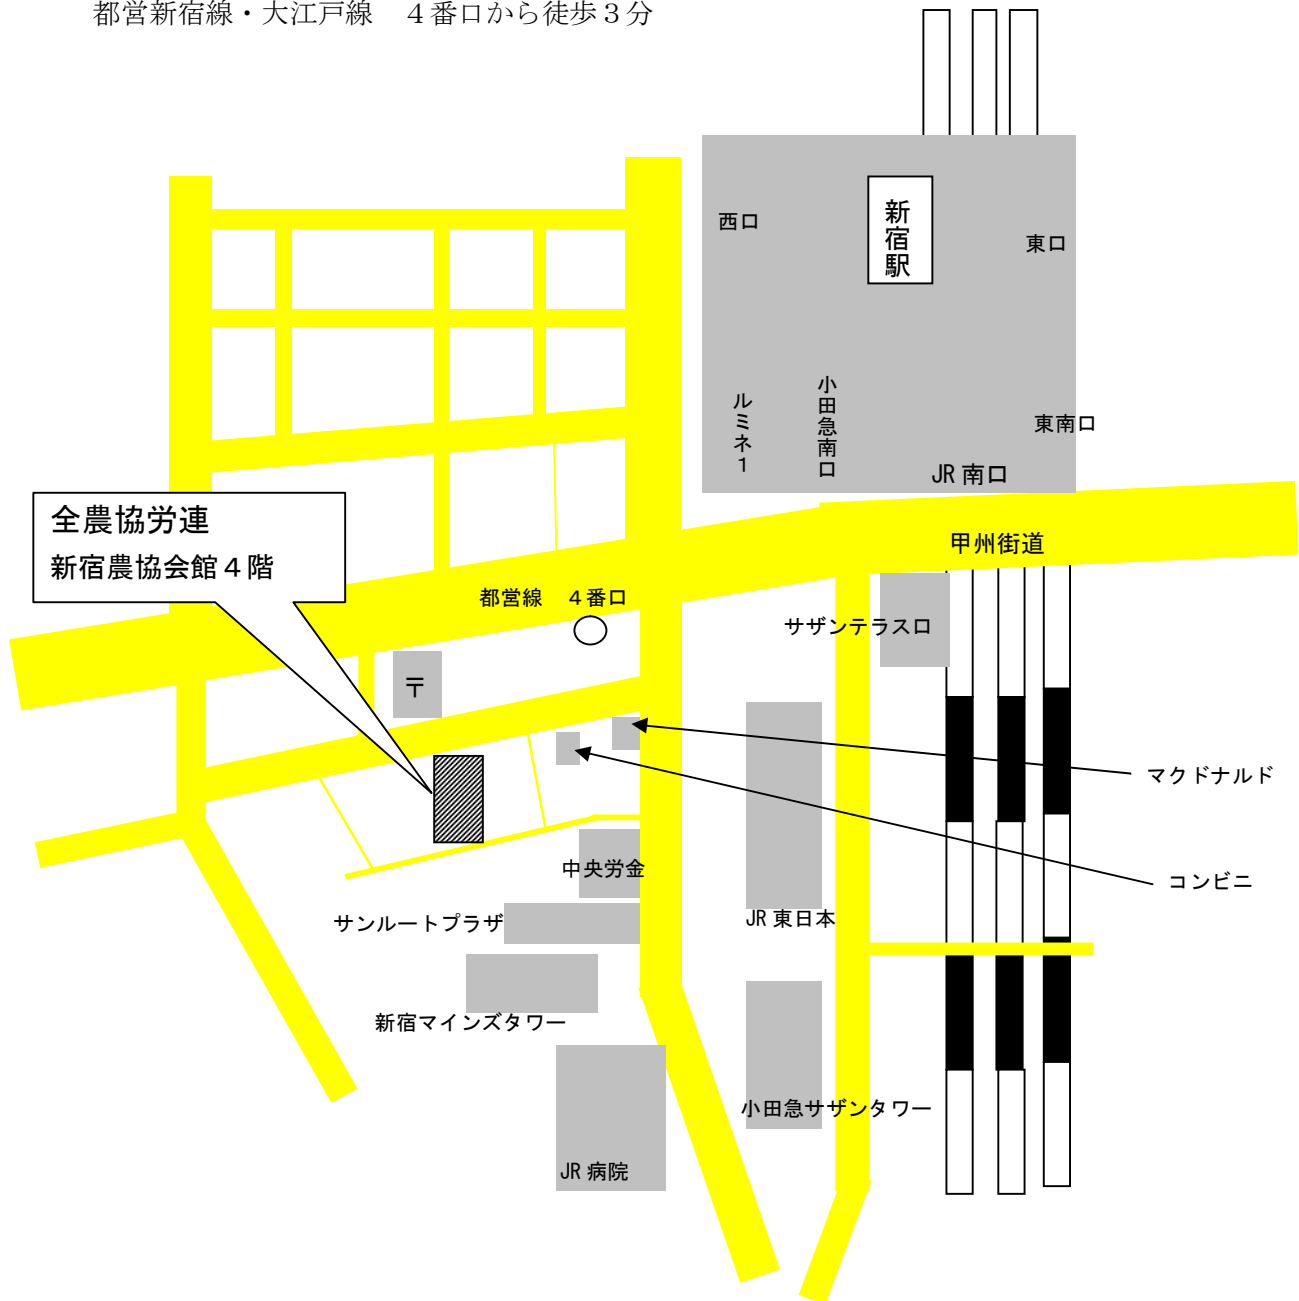 都営新宿線・大江戸線　４番口から徒歩３分
新宿駅
西口
東口
小田急南口
ルミネ１
東南口
JR 南口
全農協労連
新宿農協会館４階
甲州街道
都営線　４番口
サザンテラス口
〒
マクドナルド
コンビニ
中央労金
サンルートプラザ
JR 東日本
新宿マインズタワー
小田急サザンタワー
JR 病院